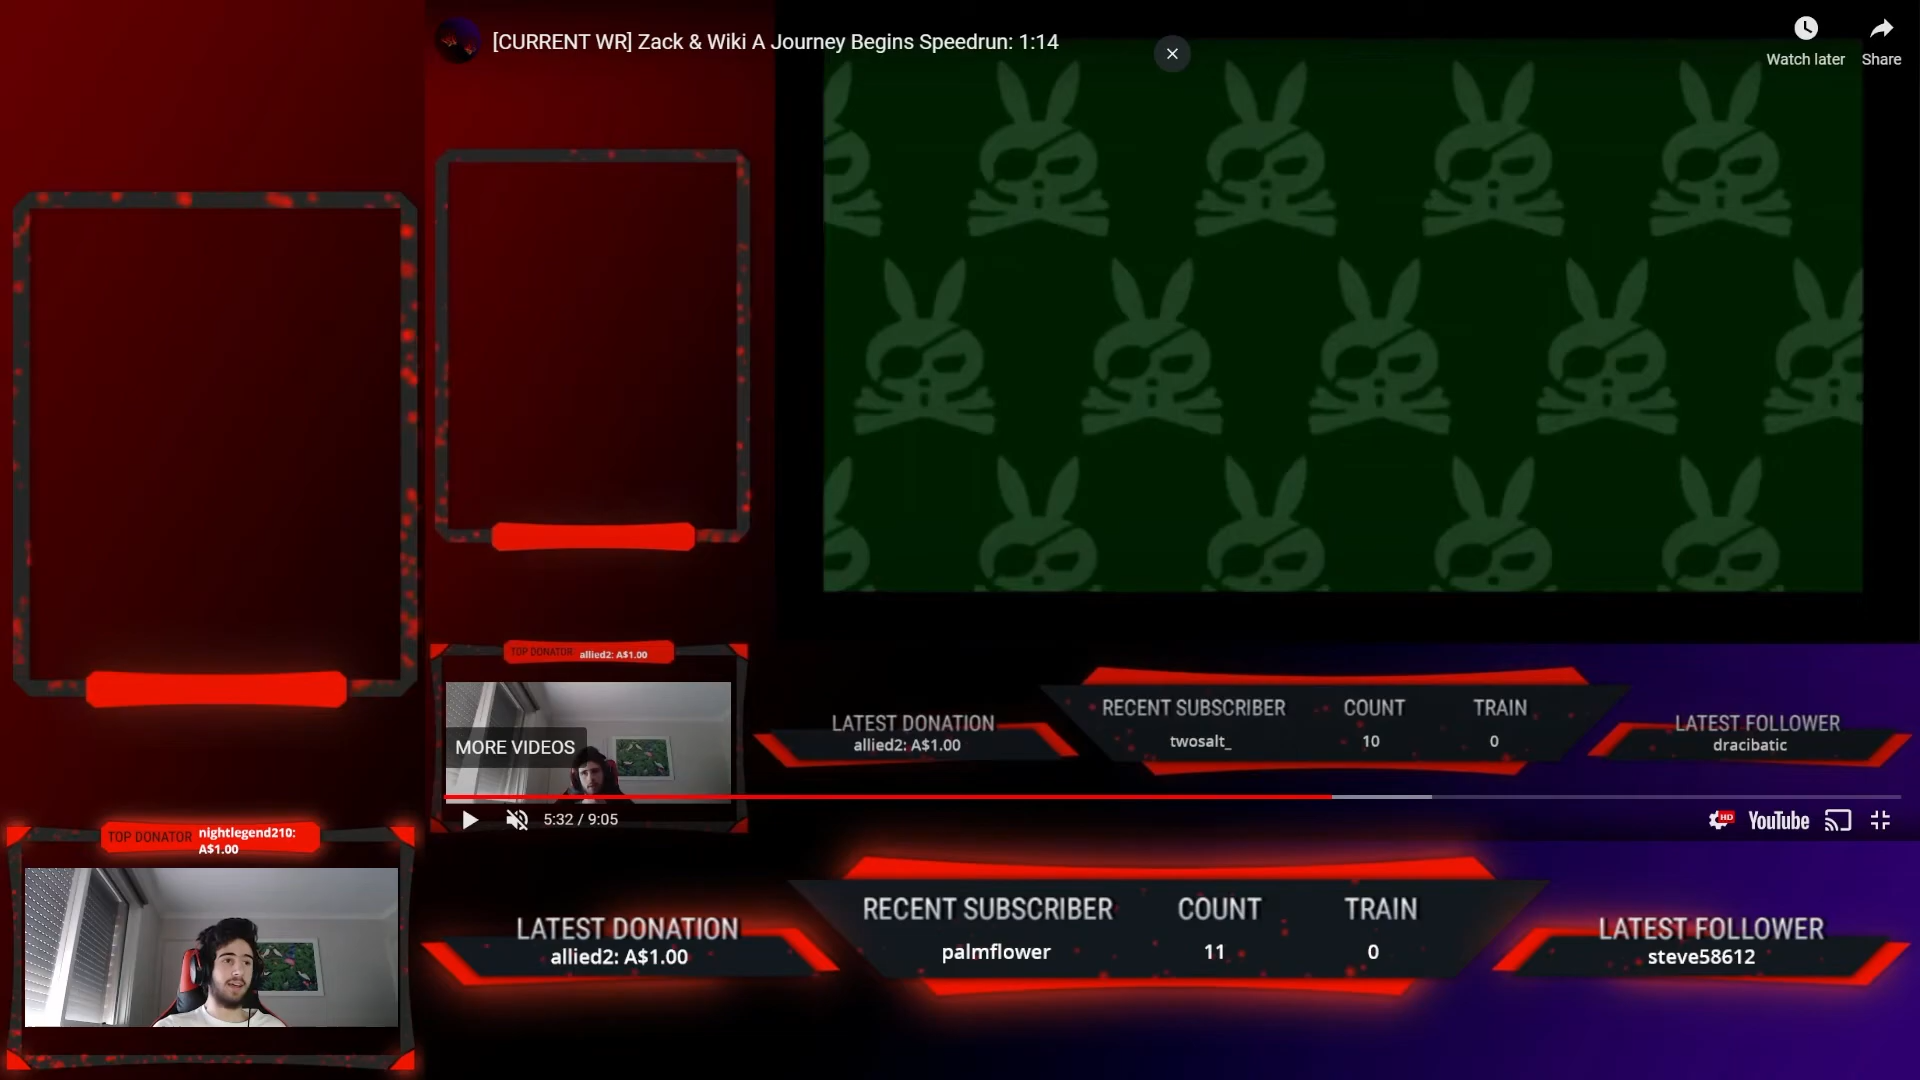 [CURRENT WR] Zack & Wiki A Journey Begins Speedrun: 1:14
Watch later
Share
TOP DONATOR allied2: A$1.00
MORE VIDEOS
LATEST DONATION
allied2: A$1.00
RECENT SUBSCRIBER COUNT TRAIN
twosalt_ 10 0
LATEST FOLLOWER
dracibatic
5:32 / 9:05
HD
YouTube
TOP DONATOR nightlegend210:
A$1.00
LATEST DONATION
allied2: A$1.00
RECENT SUBSCRIBER COUNT TRAIN
palmflower 11 0
LATEST FOLLOWER
steve58612